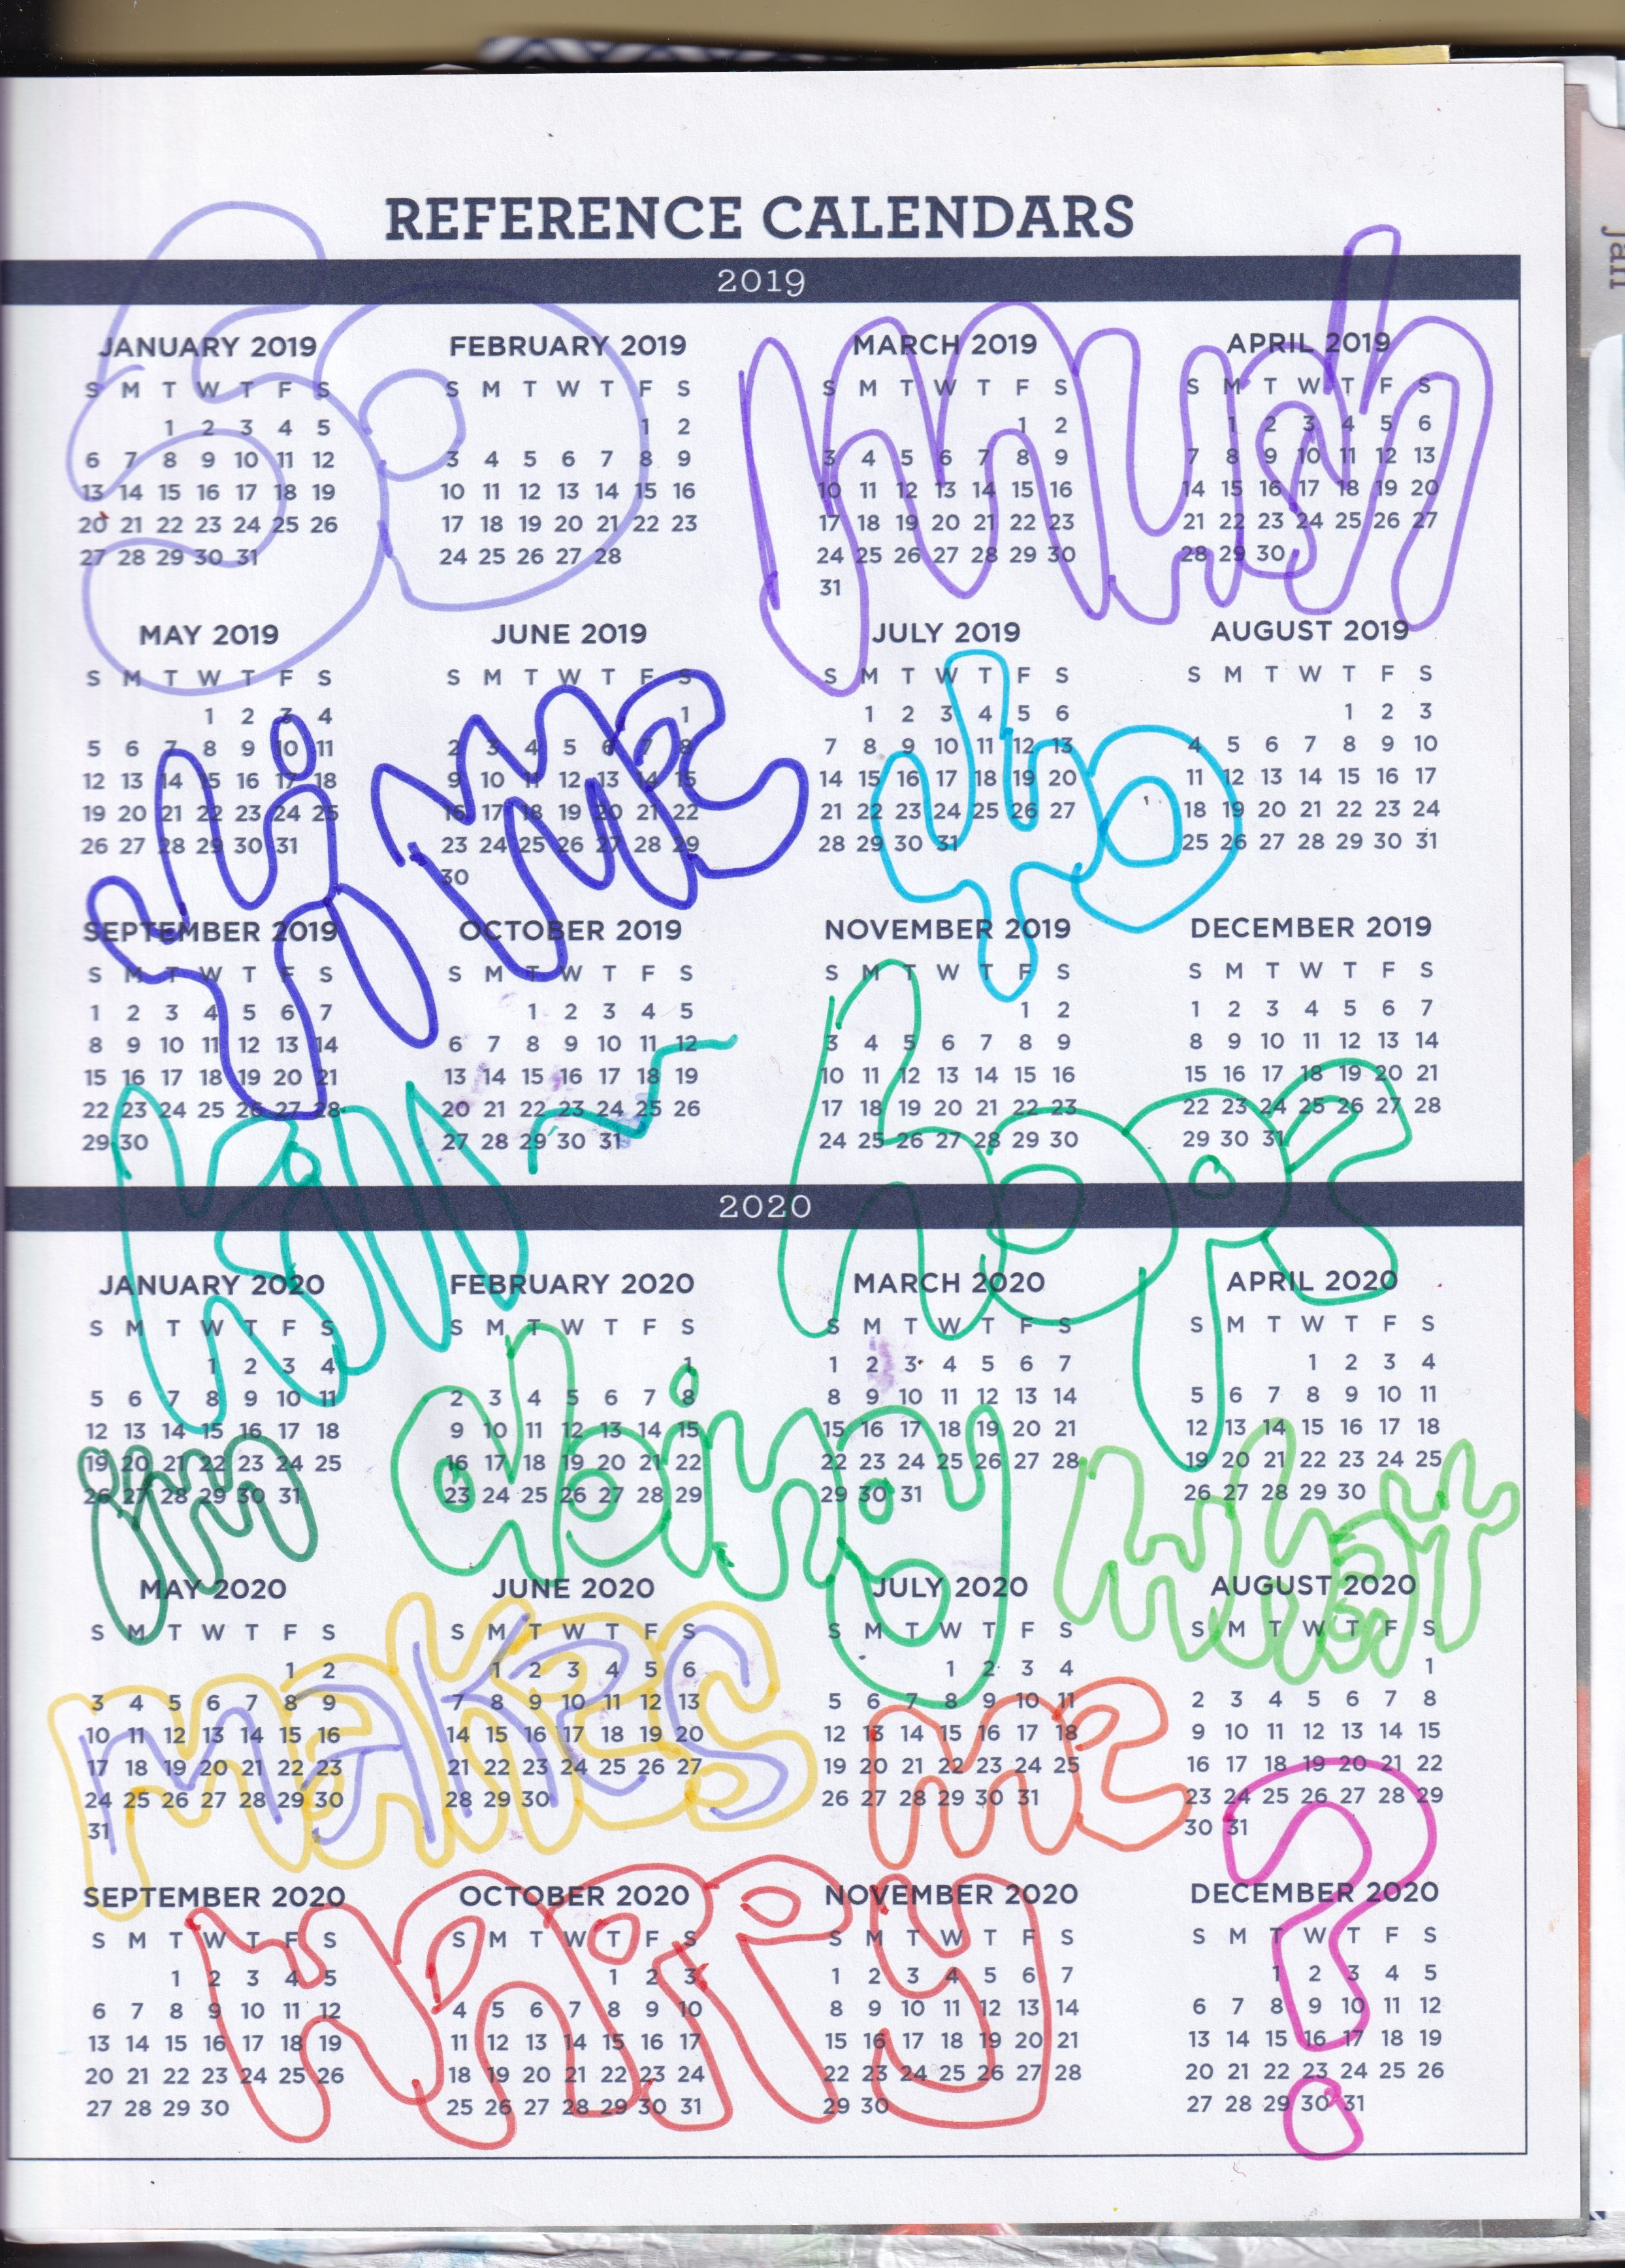 REFERENCE CALENDARS
2019
JANUARY 2019 FEBRUARY 2019 MARCH 2019 APRIL 2019
S M T W T F S S M T W T F S S M T W T F S S M T W T F S
1 2 3 4 5 1 2 1 2 1 2 3 4 5 6
6 7 8 9 10 11 12 3 4 5 6 7 8 9 3 4 5 6 7 8 9 7 8 9 10 11 12 13
13 14 15 16 17 18 19 10 11 12 13 14 15 16 10 11 12 13 14 15 16 14 15 16 17 18 19 20
20 21 22 23 24 25 26 17 18 19 20 21 22 23 17 18 19 20 21 22 23 21 22 23 24 25 26 27
27 28 29 30 31 24 25 26 27 28 24 25 26 27 28 29 30 28 29 30
31
MAY 2019 JUNE 2019 JULY 2019 AUGUST 2019
S M T W T F S S M T W T F S S M T W T F S S M T W T F S
1 2 3 4 1 1 2 3 4 5 6 1 2 3
5 6 7 8 9 10 11 2 3 4 5 6 7 8 7 8 9 10 11 12 13 4 5 6 7 8 9 10
12 13 14 15 16 17 18 9 10 11 12 13 14 15 14 15 16 17 18 19 20 11 12 13 14 15 16 17
19 20 21 22 23 24 25 16 17 18 19 20 21 22 21 22 23 24 25 26 27 18 19 20 21 22 23 24
26 27 28 29 30 31 23 24 25 26 27 28 29 28 29 30 31 25 26 27 28 29 30 31
30
SEPTEMBER 2019 OCTOBER 2019 NOVEMBER 2019 DECEMBER 2019
S M T W T F S S M T W T F S S M T W T F S S M T W T F S
1 2 3 4 5 6 7 1 2 3 4 5 1 2 1 2 3 4 5 6 7
8 9 10 11 12 13 14 6 7 8 9 10 11 12 3 4 5 6 7 8 9 8 9 10 11 12 13 14
15 16 17 18 19 20 21 13 14 15 16 17 18 19 10 11 12 13 14 15 16 15 16 17 18 19 20 21
22 23 24 25 26 27 28 20 21 22 23 24 25 26 17 18 19 20 21 22 23 22 23 24 25 26 27 28
29 30 27 28 29 30 31 24 25 26 27 28 29 30 29 30 31
2020
JANUARY 2020 FEBRUARY 2020 MARCH 2020 APRIL 2020
S M T W T F S S M T W T F S S M T W T F S S M T W T F S
1 2 3 4 1 1 2 3 4 5 6 7 1 2 3 4
5 6 7 8 9 10 11 2 3 4 5 6 7 8 8 9 10 11 12 13 14 5 6 7 8 9 10 11
12 13 14 15 16 17 18 9 10 11 12 13 14 15 15 16 17 18 19 20 21 12 13 14 15 16 17 18
19 20 21 22 23 24 25 16 17 18 19 20 21 22 22 23 24 25 26 27 28 19 20 21 22 23 24 25
26 27 28 29 30 31 23 24 25 26 27 28 29 29 30 31 26 27 28 29 30
MAY 2020 JUNE 2020 JULY 2020 AUGUST 2020
S M T W T F S S M T W T F S S M T W T F S S M T W T F S
1 2 1 2 3 4 5 6 1 2 3 4 1
3 4 5 6 7 8 9 7 8 9 10 11 12 13 5 6 7 8 9 10 11 2 3 4 5 6 7 8
10 11 12 13 14 15 16 14 15 16 17 18 19 20 12 13 14 15 16 17 18 9 10 11 12 13 14 15
17 18 19 20 21 22 23 21 22 23 24 25 26 27 19 20 21 22 23 24 25 16 17 18 19 20 21 22
24 25 26 27 28 29 30 28 29 30 26 27 28 29 30 31 23 24 25 26 27 28 29
31 30 31
SEPTEMBER 2020 OCTOBER 2020 NOVEMBER 2020 DECEMBER 2020
S M T W T F S S M T W T F S S M T W T F S S M T W T F S
1 2 3 4 5 1 2 3 1 2 3 4 5 6 7 1 2 3 4 5
6 7 8 9 10 11 12 4 5 6 7 8 9 10 8 9 10 11 12 13 14 6 7 8 9 10 11 12
13 14 15 16 17 18 19 11 12 13 14 15 16 17 15 16 17 18 19 20 21 13 14 15 16 17 18 19
20 21 22 23 24 25 26 18 19 20 21 22 23 24 22 23 24 25 26 27 28 20 21 22 23 24 25 26
27 28 29 30 25 26 27 28 29 30 31 29 30 27 28 29 30 31
So much
time to
kill~ hope
im doing what
makes me
happy ?
jan